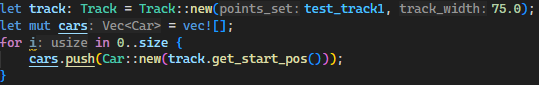 let track: Track = Track::new(points_set: test_track1, track_width: 75.0);
let mut cars: Vec<Car> = vec![];
for i: usize in 0..size {
    cars.push(Car::new(track.get_start_pos()));
}